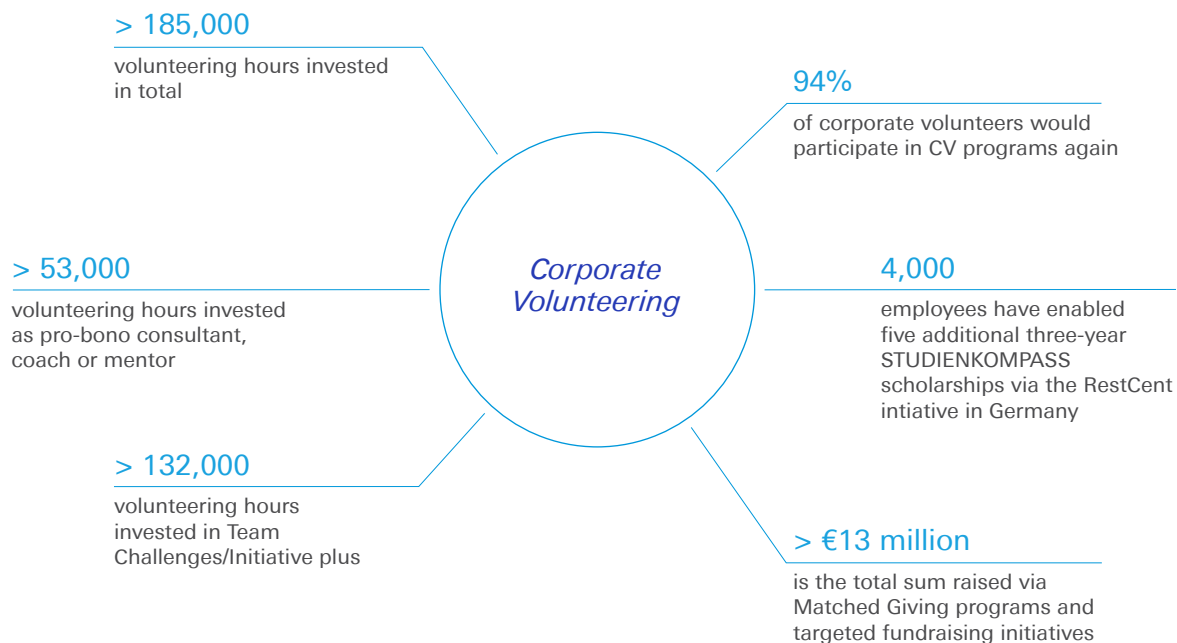 > 185,000
volunteering hours invested
in total
94%
of corporate volunteers would
participate in CV programs again
> 53,000
volunteering hours invested
as pro-bono consultant,
coach or mentor
Corporate
Volunteering
4,000
employees have enabled
five additional three-year
STUDIENKOMPASS
scholarships via the RestCent
intiative in Germany
> 132,000
volunteering hours
invested in Team
Challenges/Initiative plus
> €13 million
is the total sum raised via
Matched Giving programs and
targeted fundraising initiatives